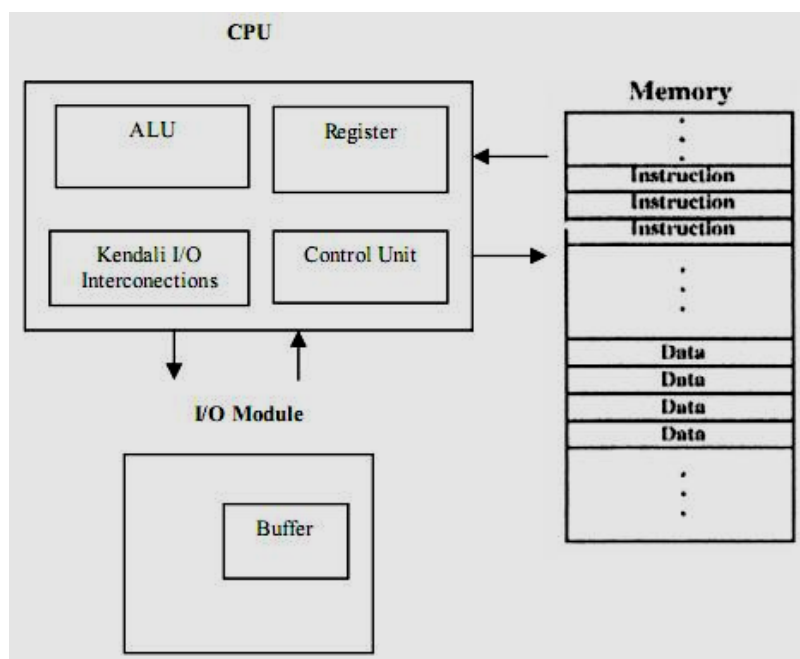 CPU
ALU
Register
Kendali I/O
Interconections
Control Unit
I/O Module
Buffer
Memory
Instruction
Instruction
Instruction
Data
Data
Data
Data